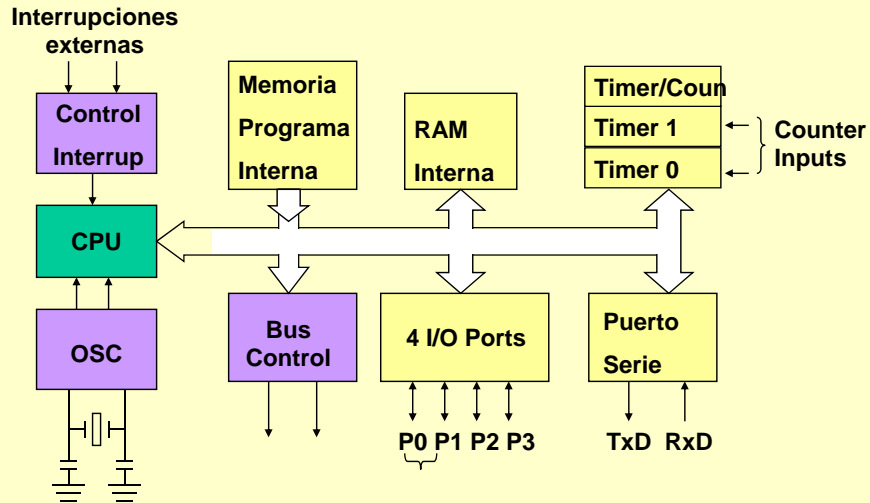 Interrupciones
externas
Control
Interrup
Memoria
Programa
Interna
RAM
Interna
Timer/Coun
Timer 1
Timer 0
Counter
Inputs
CPU
OSC
Bus
Control
4 I/O Ports
Puerto
Serie
P0 P1 P2 P3
TxD RxD